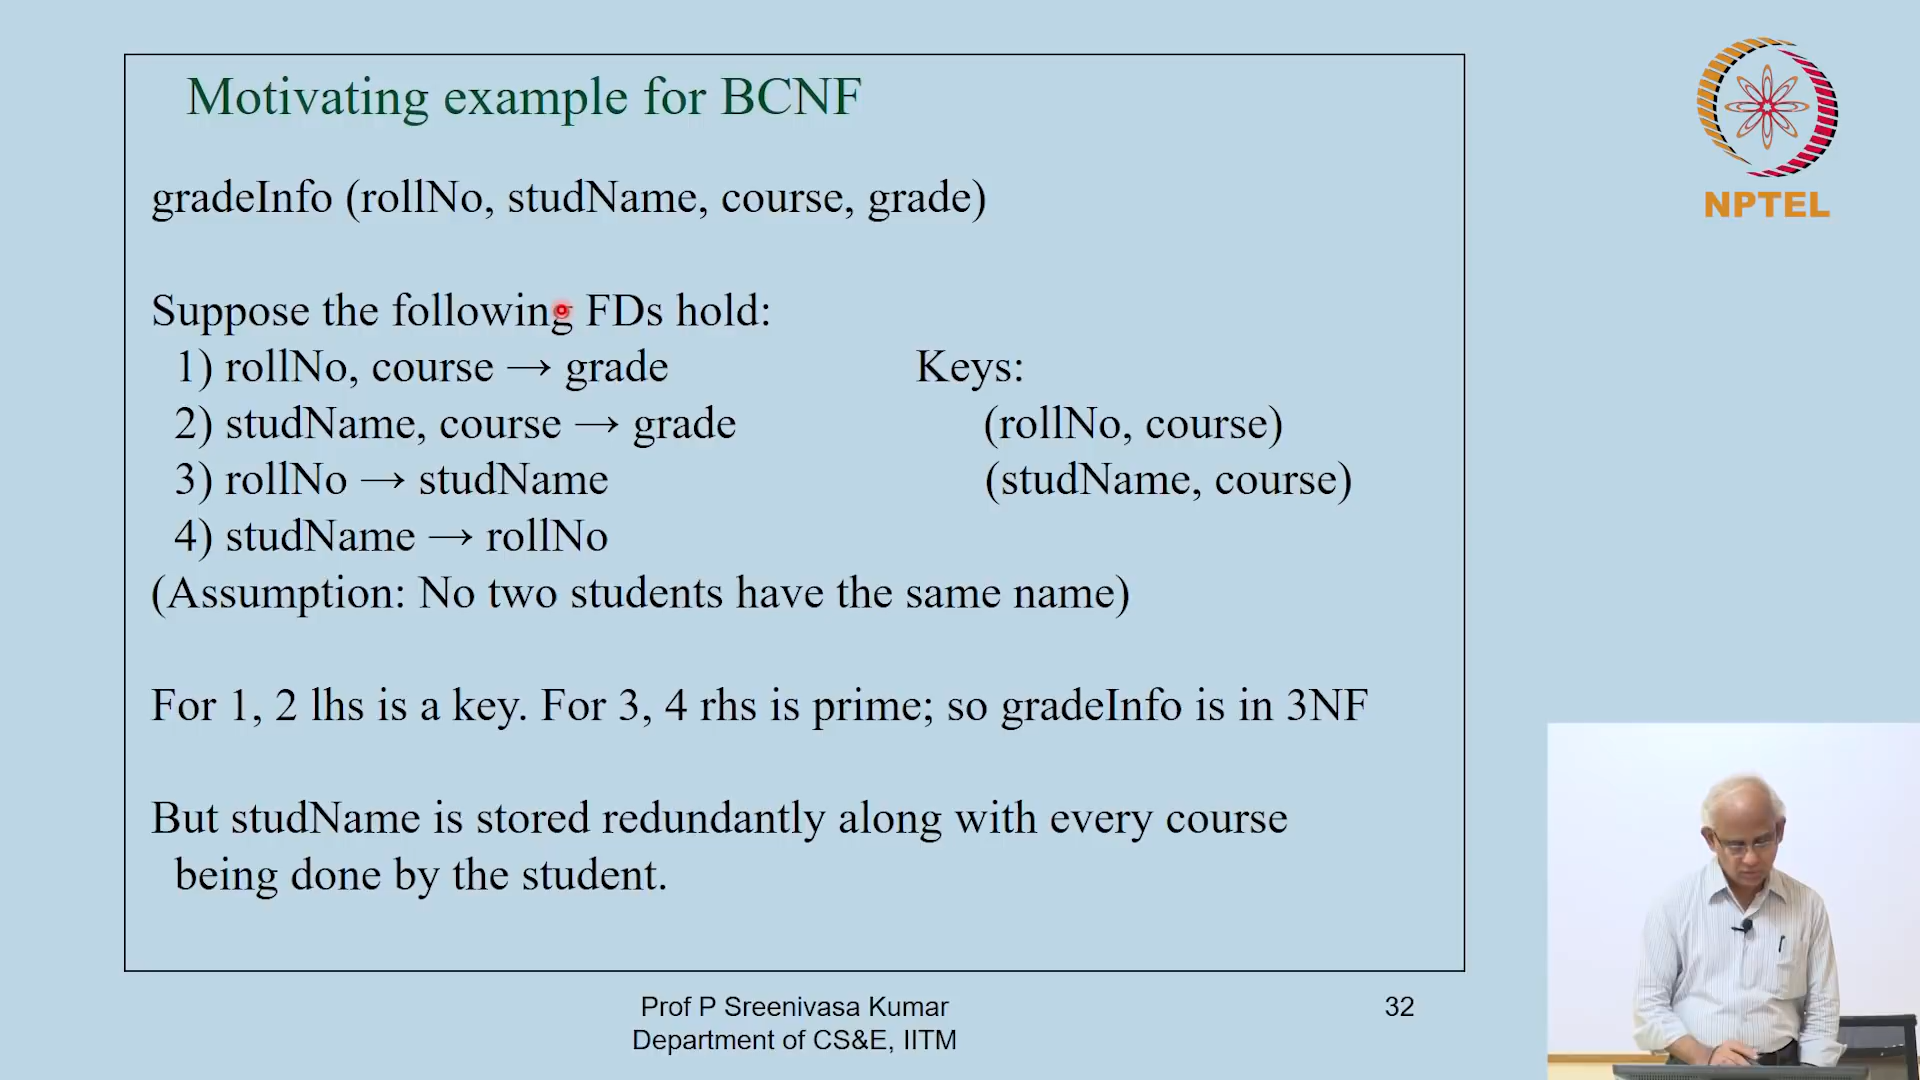 Motivating example for BCNF
gradeInfo (rollNo, studName, course, grade)
Suppose the following FDs hold:
1) rollNo, course → grade
Keys:
2) studName, course → grade
(rollNo, course)
3) rollNo → studName
(studName, course)
4) studName → rollNo
(Assumption: No two students have the same name)
For 1, 2 lhs is a key. For 3, 4 rhs is prime; so gradeInfo is in 3NF
But studName is stored redundantly along with every course
being done by the student.
Prof P Sreenivasa Kumar
Department of CS&E, IITM
32
NPTEL